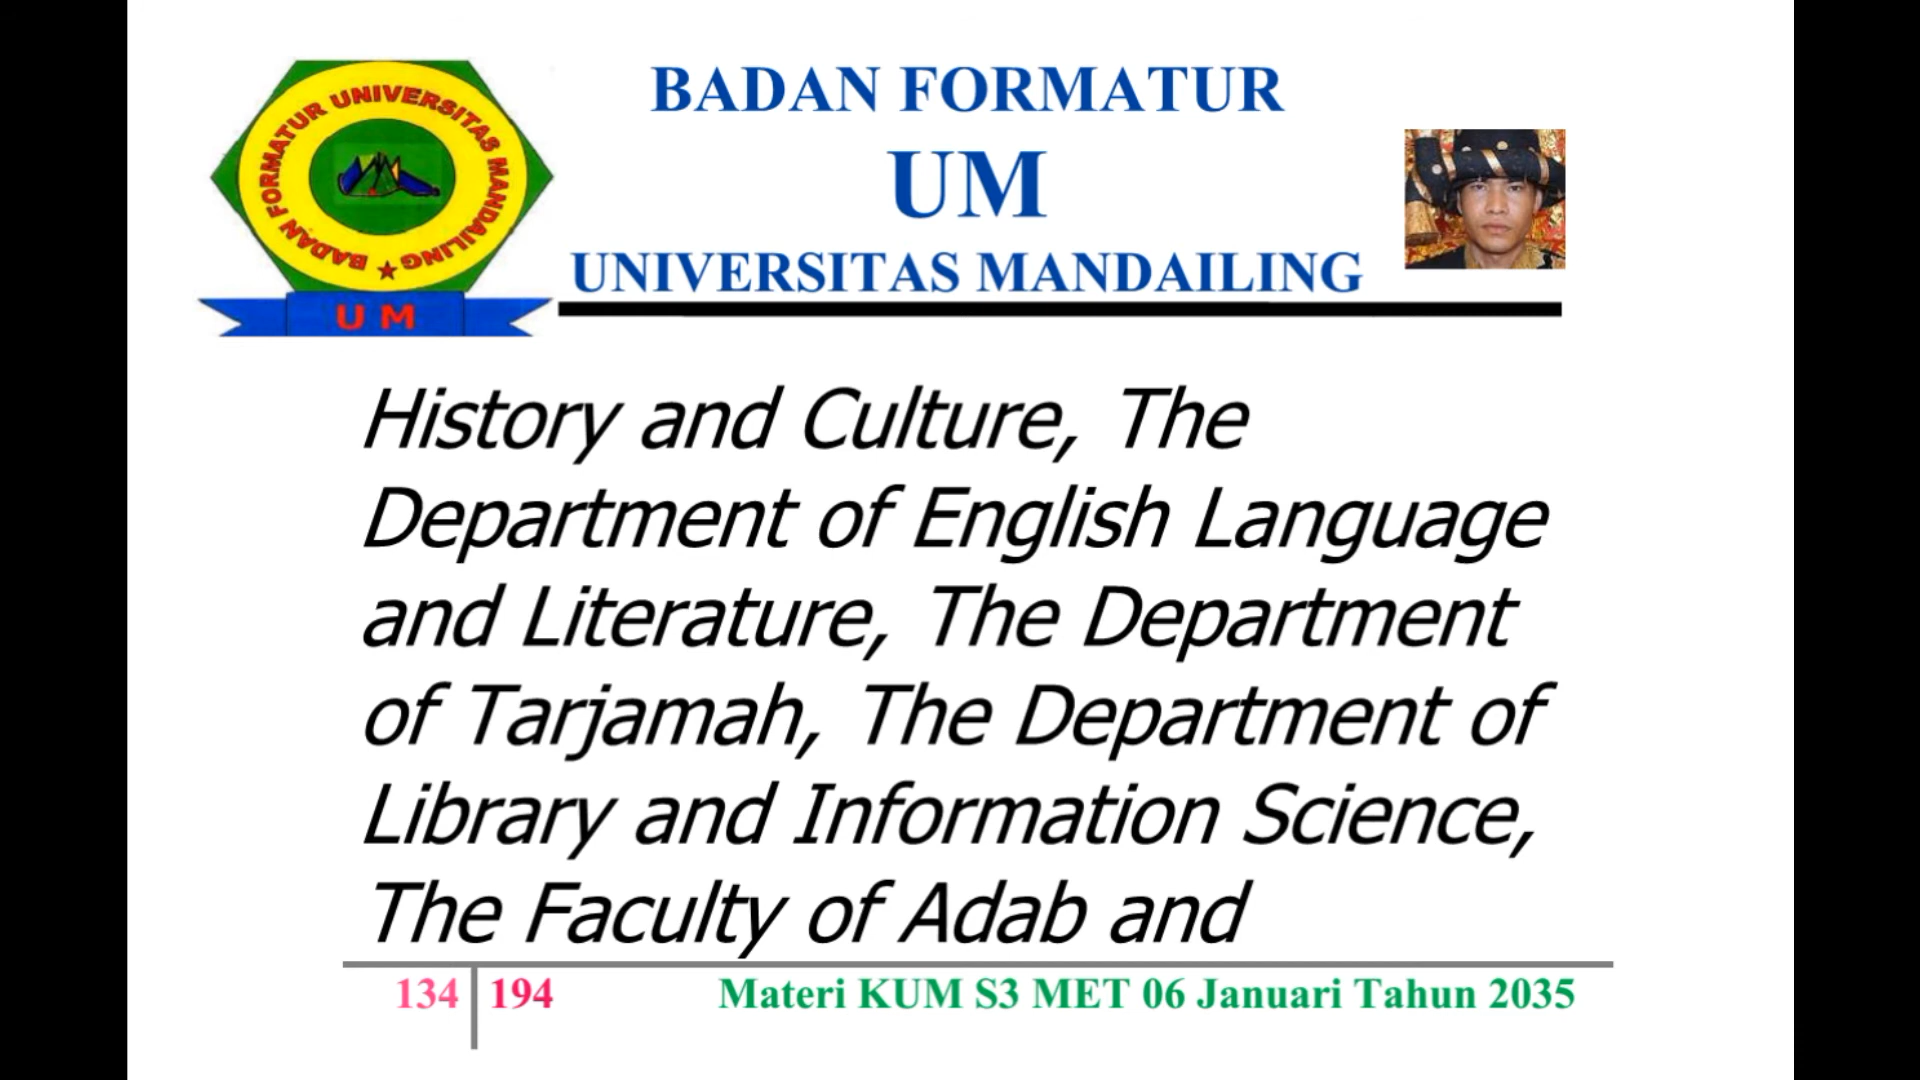 BADAN FORMATUR UNIVERSITAS MANDAILING
UM
BADAN FORMATUR
UM
UNIVERSITAS MANDAILING
History and Culture, The
Department of English Language
and Literature, The Department
of Tarjamah, The Department of
Library and Information Science,
The Faculty of Adab and
134 194 Materi KUM S3 MET 06 Januari Tahun 2035